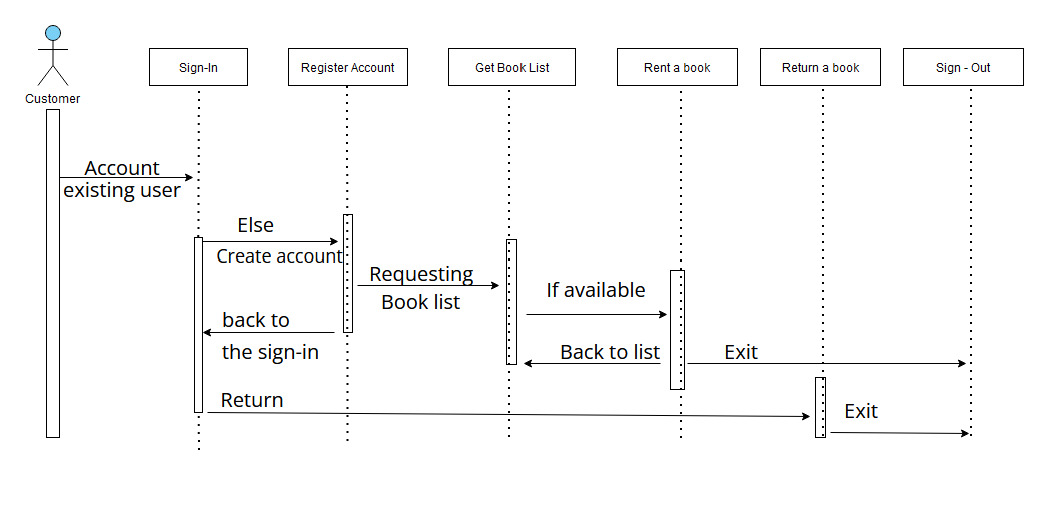 Customer
Sign-In
Register Account
Get Book List
Rent a book
Return a book
Sign - Out
Account
existing user
Else
Create account
Requesting
Book list
If available
back to
the sign-in
Back to list
Exit
Return
Exit